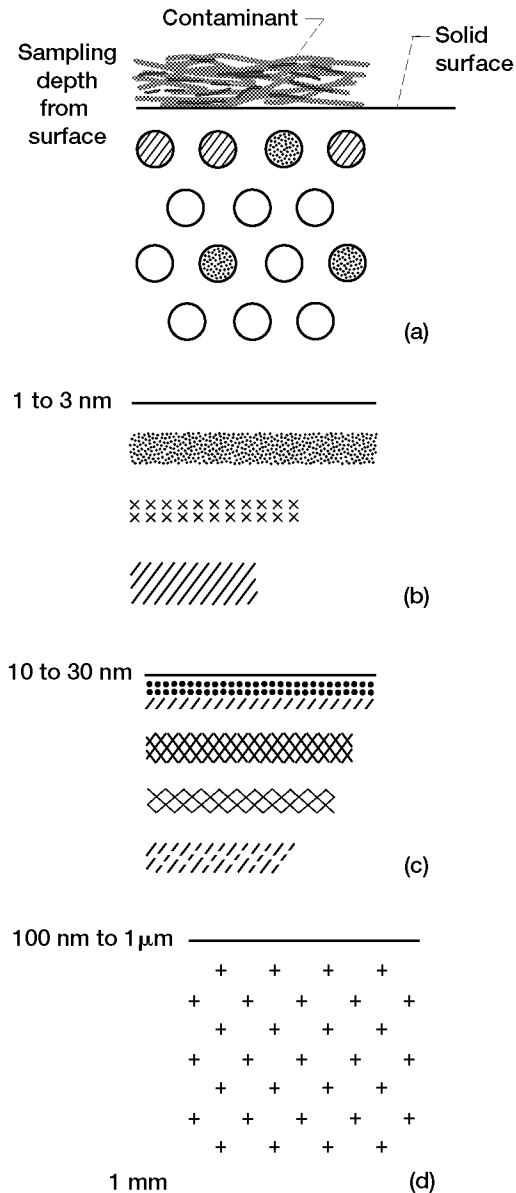 Contaminant
Solid
surface
Sampling
depth
from
surface
(a)
1 to 3 nm
(b)
10 to 30 nm
(c)
100 nm to 1μm
1 mm
(d)